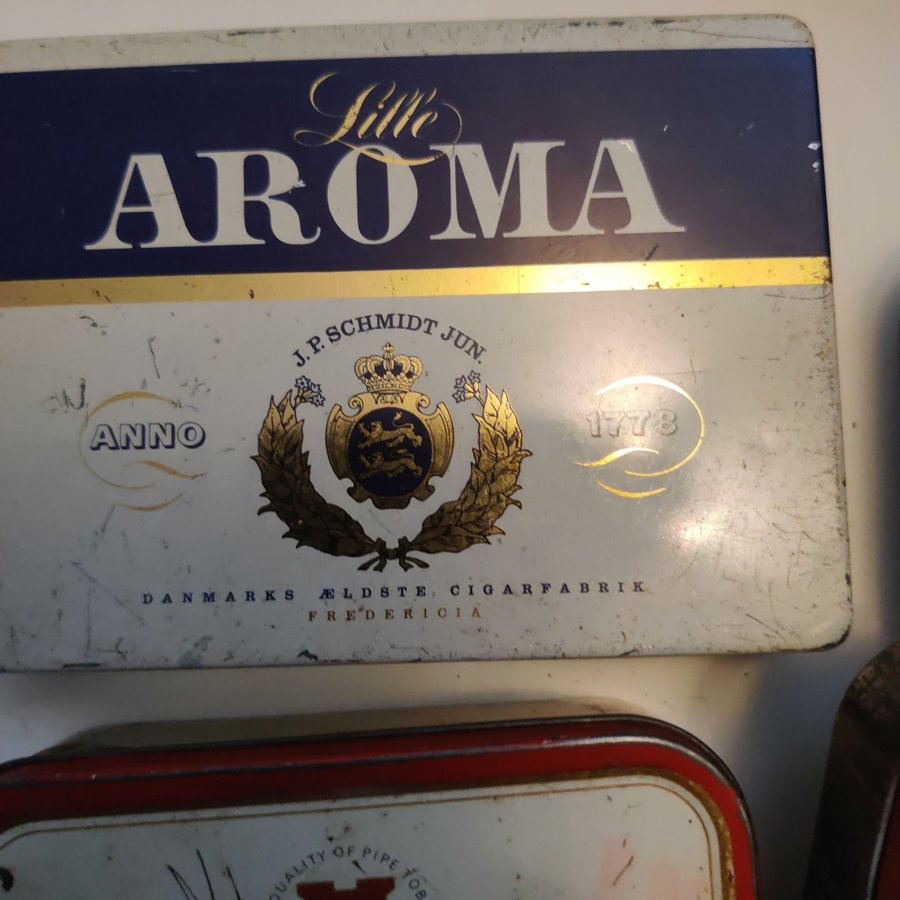 Lille
AROMA
J.P. SCHMIDT JUN.
ANNO
1778
DANMARKS ÆLDSTE CIGARFABRIK
FREDERICIA
QUALITY OF PIPE TOB